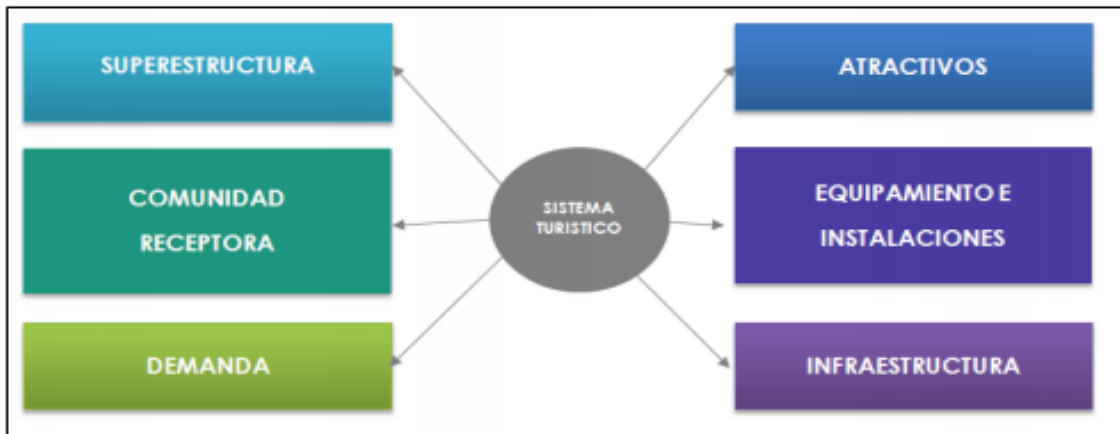 SUPERESTRUCTURA
ATRACTIVOS
COMUNIDAD
RECEPTORA
SISTEMA
TURISTICO
EQUIPAMIENTO E
INSTALACIONES
DEMANDA
INFRAESTRUCTURA